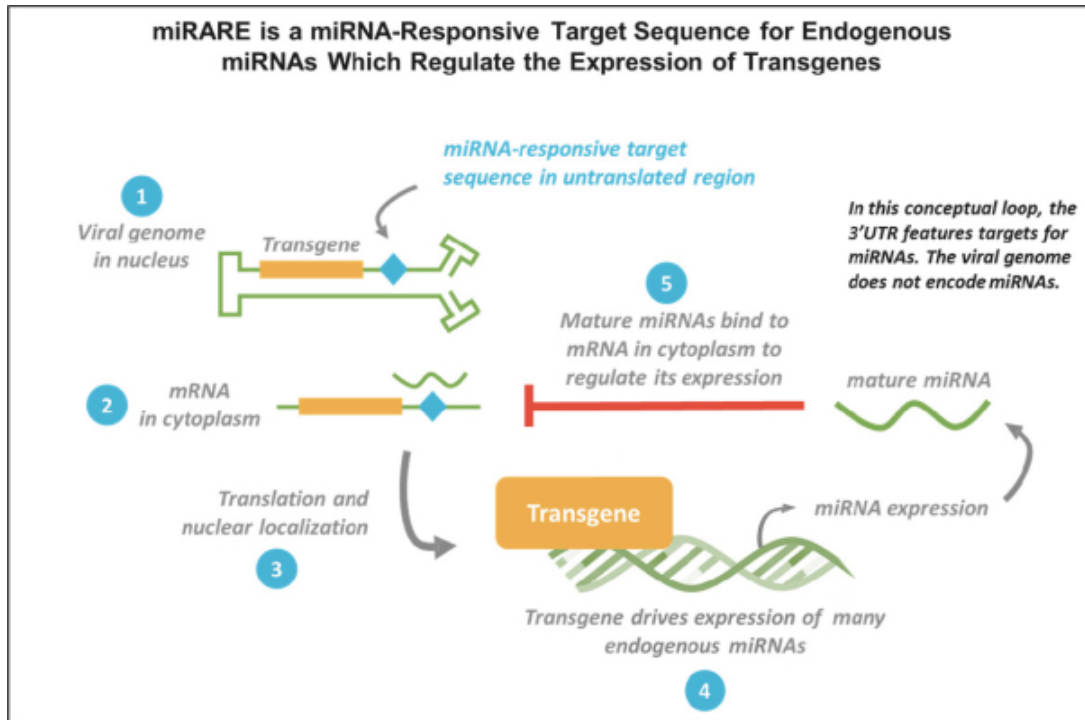 miRARE is a miRNA-Responsive Target Sequence for Endogenous
miRNAs Which Regulate the Expression of Transgenes
miRNA-responsive target
sequence in untranslated region
1
Viral genome
in nucleus
Transgene
In this conceptual loop, the
3'UTR features targets for
miRNAs. The viral genome
does not encode miRNAs.
5
Mature miRNAs bind to
mRNA in cytoplasm to
regulate its expression
2
mRNA
in cytoplasm
mature miRNA
Translation and
nuclear localization
3
Transgene
miRNA expression
Transgene drives expression of many
endogenous miRNAs
4